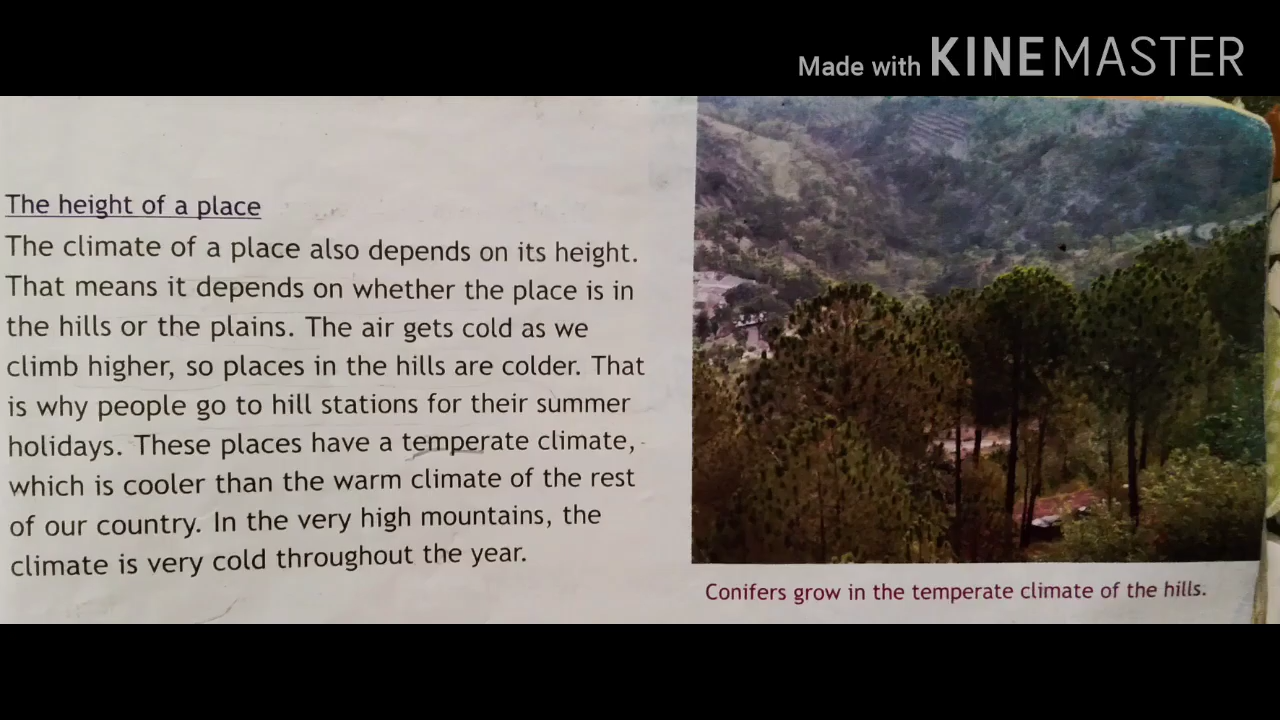 Made with KINEMASTER
The height of a place
The climate of a place also depends on its height.
That means it depends on whether the place is in
the hills or the plains. The air gets cold as we
climb higher, so places in the hills are colder. That
is why people go to hill stations for their summer
holidays. These places have a temperate climate,
which is cooler than the warm climate of the rest
of our country. In the very high mountains, the
climate is very cold throughout the year.
Conifers grow in the temperate climate of the hills.